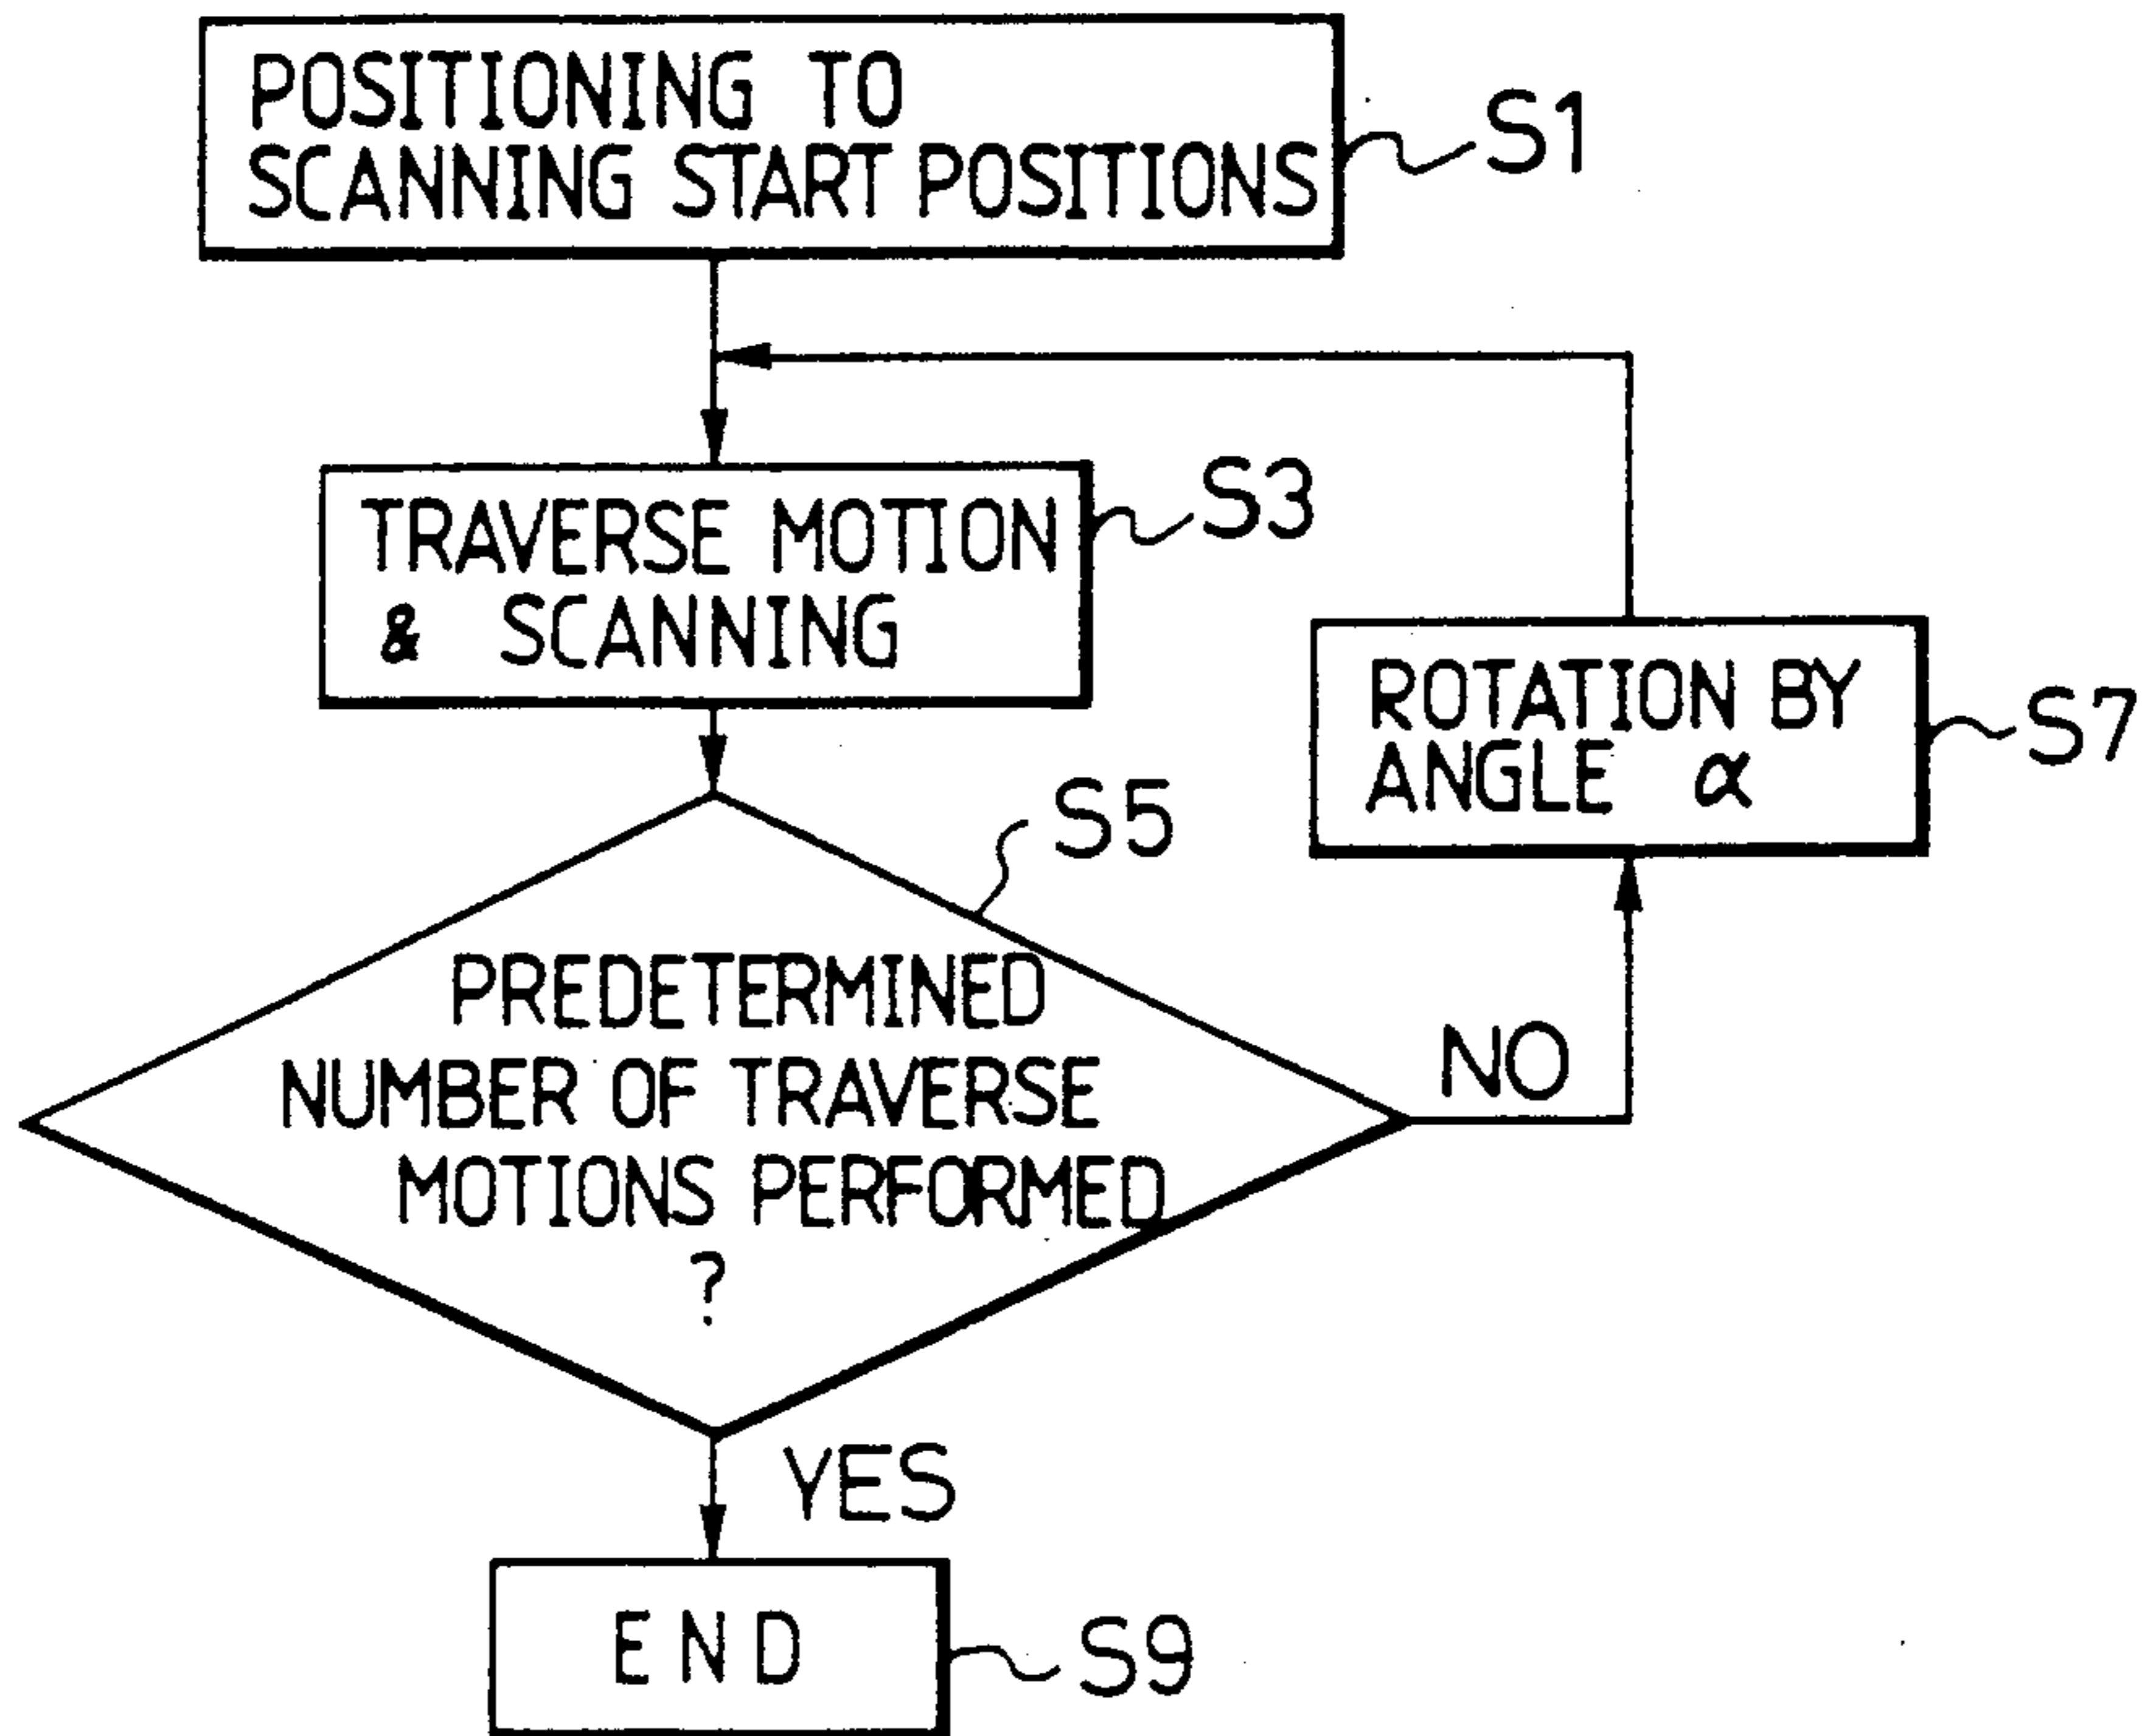 POSITIONING TO
SCANNING START POSITIONS
S1
TRAVERSE MOTION
& SCANNING
S3
ROTATION BY
ANGLE α
S7
S5
PREDETERMINED
NUMBER OF TRAVERSE
MOTIONS PERFORMED
?
NO
YES
END
S9